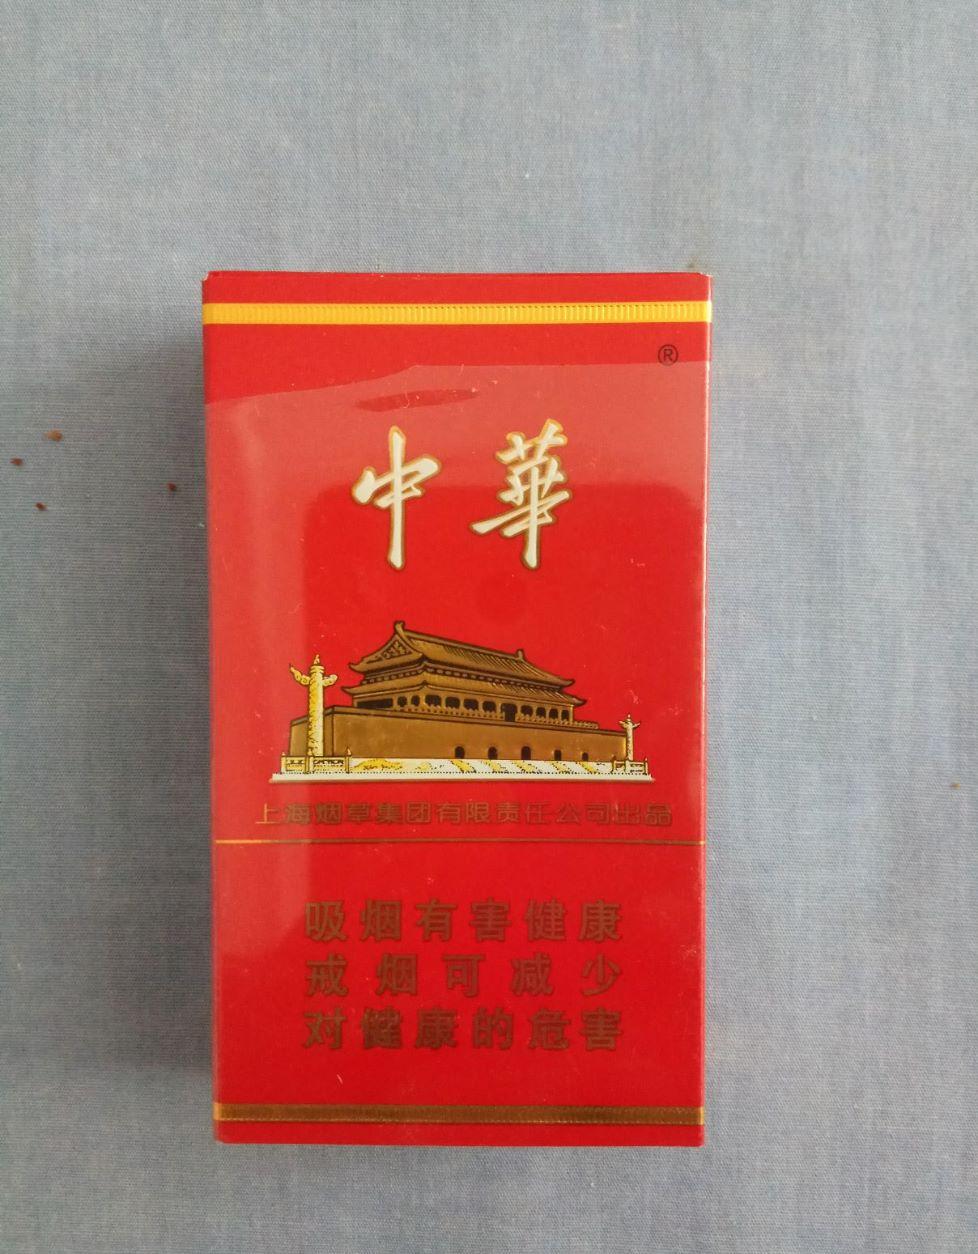 ®
中華
上海烟草集团有限责任公司出品
吸烟有害健康
戒烟可减少
对健康的危害